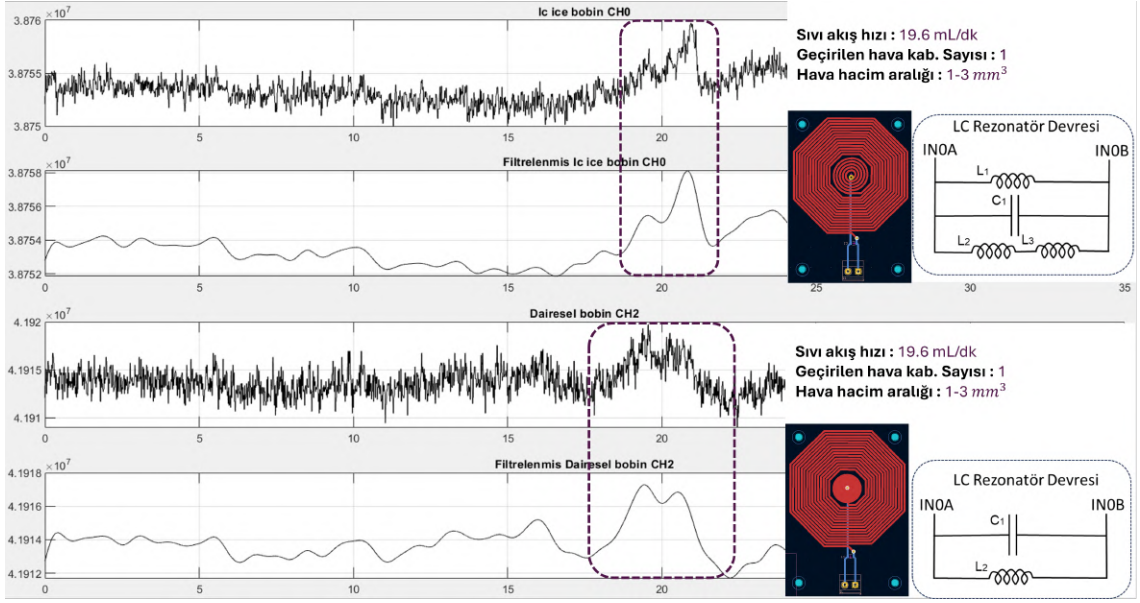 Ic ice bobin CH0
×10⁷
3.876
3.8755
3.875
0 5 10 15 20
Sıvı akış hızı : 19.6 mL/dk
Geçirilen hava kab. Sayısı : 1
Hava hacim aralığı : 1-3 mm³
Filtrelenmis Ic ice bobin CH0
×10⁷
3.8758
3.8756
3.8754
3.8752
0 5 10 15 20 25 30 35
LC Rezonatör Devresi
IN0A IN0B
L1
C1
L2 L3
Dairesel bobin CH2
×10⁷
4.192
4.1915
4.191
0 5 10 15 20
Sıvı akış hızı : 19.6 mL/dk
Geçirilen hava kab. Sayısı : 1
Hava hacim aralığı : 1-3 mm³
Filtrelenmis Dairesel bobin CH2
×10⁷
4.1918
4.1916
4.1914
4.1912
0 5 10 15 20
LC Rezonatör Devresi
IN0A IN0B
C1
L2